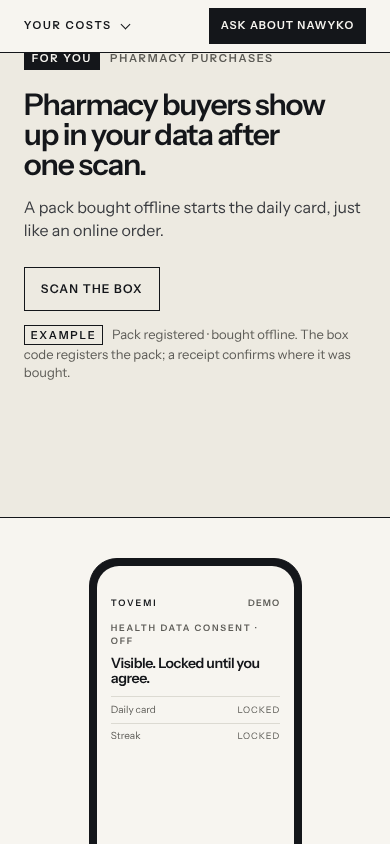 YOUR COSTS
ASK ABOUT NAWYKO
FOR YOU PHARMACY PURCHASES
Pharmacy buyers show
up in your data after
one scan.
A pack bought offline starts the daily card, just
like an online order.
SCAN THE BOX
EXAMPLE Pack registered · bought offline. The box
code registers the pack; a receipt confirms where it was
bought.
TOVEMI DEMO
HEALTH DATA CONSENT ·
OFF
Visible. Locked until you
agree.
Daily card LOCKED
Streak LOCKED